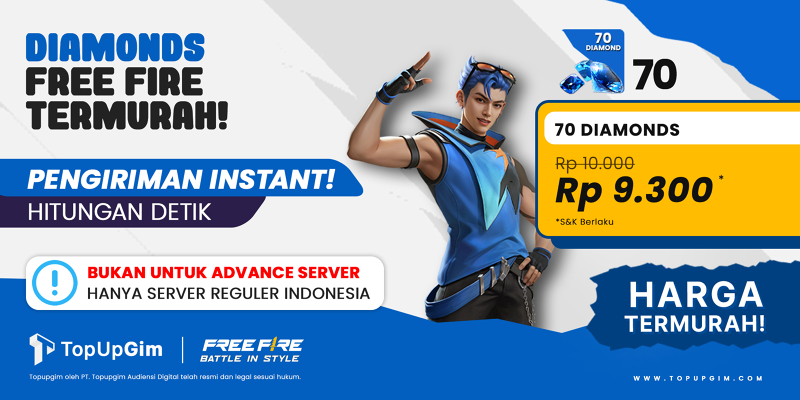 DIAMONDS
FREE FIRE
TERMURAH!
PENGIRIMAN INSTANT!
HITUNGAN DETIK
BUKAN UNTUK ADVANCE SERVER
HANYA SERVER REGULER INDONESIA
TopUpGim
FREE FIRE
BATTLE IN STYLE
Topupgim oleh PT. Topupgim Audiensi Digital telah resmi dan legal sesuai hukum.
70
DIAMOND
70
70 DIAMONDS
Rp 10.000
Rp 9.300*
*S&K Berlaku
HARGA
TERMURAH!
WWW.TOPUPGIM.COM